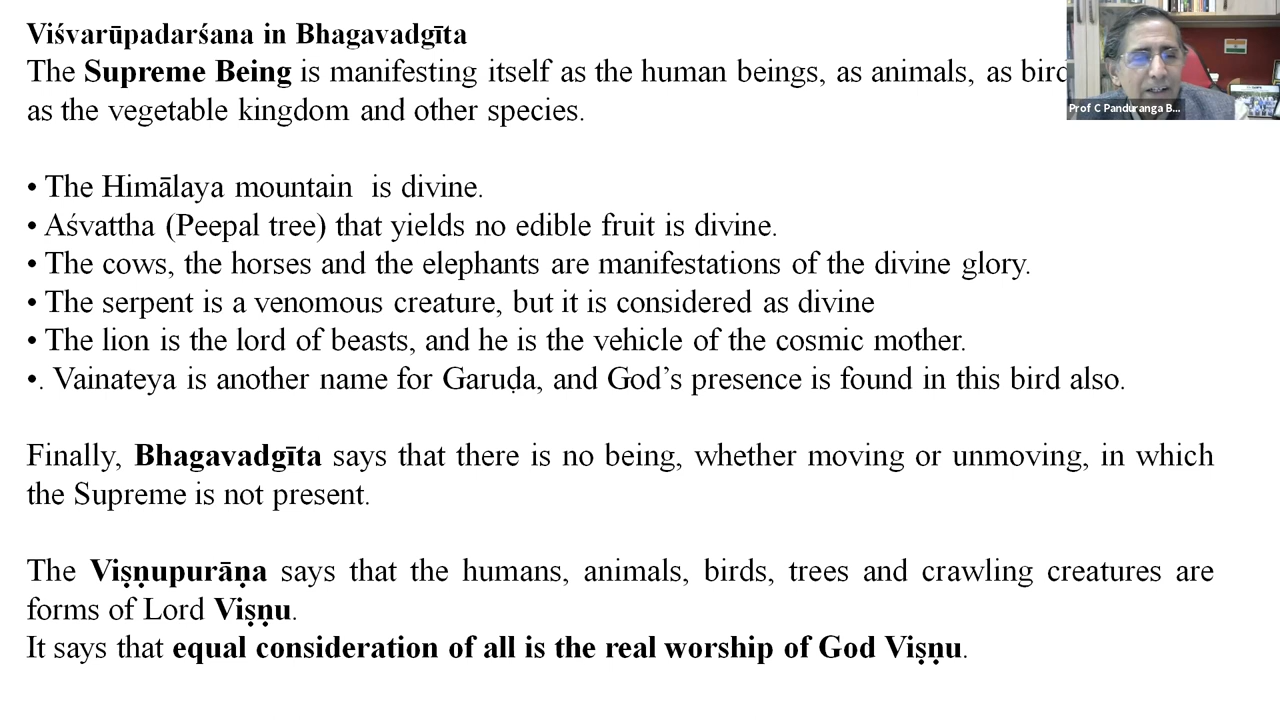 Viśvarūpadarśana in Bhagavadgīta
The Supreme Being is manifesting itself as the human beings, as animals, as
as the vegetable kingdom and other species.
• The Himālaya mountain is divine.
• Aśvattha (Peepal tree) that yields no edible fruit is divine.
• The cows, the horses and the elephants are manifestations of the divine glory.
• The serpent is a venomous creature, but it is considered as divine
• The lion is the lord of beasts, and he is the vehicle of the cosmic mother.
•. Vainateya is another name for Garuḍa, and God’s presence is found in this bird also.
Finally, Bhagavadgīta says that there is no being, whether moving or unmoving, in which
the Supreme is not present.
The Viṣṇupurāṇa says that the humans, animals, birds, trees and crawling creatures are
forms of Lord Viṣṇu.
It says that equal consideration of all is the real worship of God Viṣṇu.
Prof C Panduranga B...